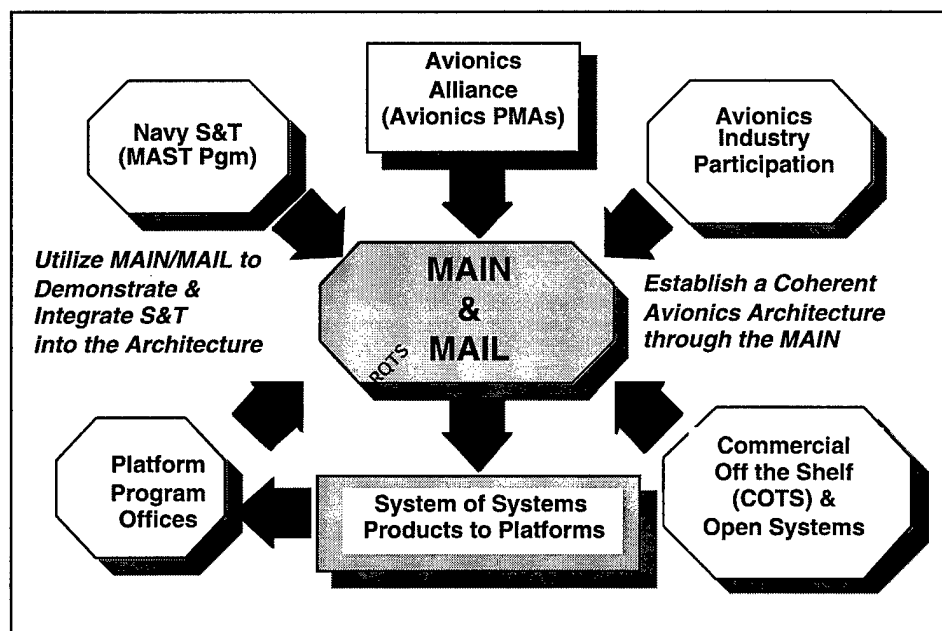 Avionics
Alliance
(Avionics PMAs)
Navy S&T
(MAST Pgm)
Avionics
Industry
Participation
Utilize MAIN/MAIL to
Demonstrate &
Integrate S&T
into the Architecture
MAIN
&
MAIL
RQTS
Establish a Coherent
Avionics Architecture
through the MAIN
Platform
Program
Offices
System of Systems
Products to Platforms
Commercial
Off the Shelf
(COTS) &
Open Systems